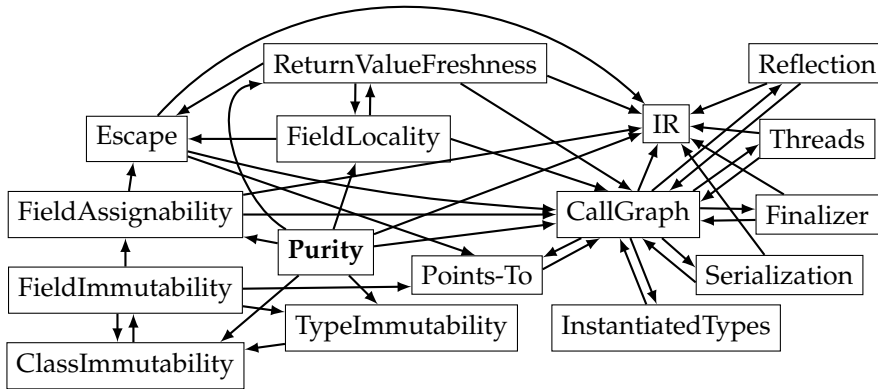 ReturnValueFreshness
Reflection
Escape
FieldLocality
IR
Threads
FieldAssignability
CallGraph
Finalizer
Purity
FieldImmutability
Points-To
Serialization
TypeImmutability
InstantiatedTypes
ClassImmutability